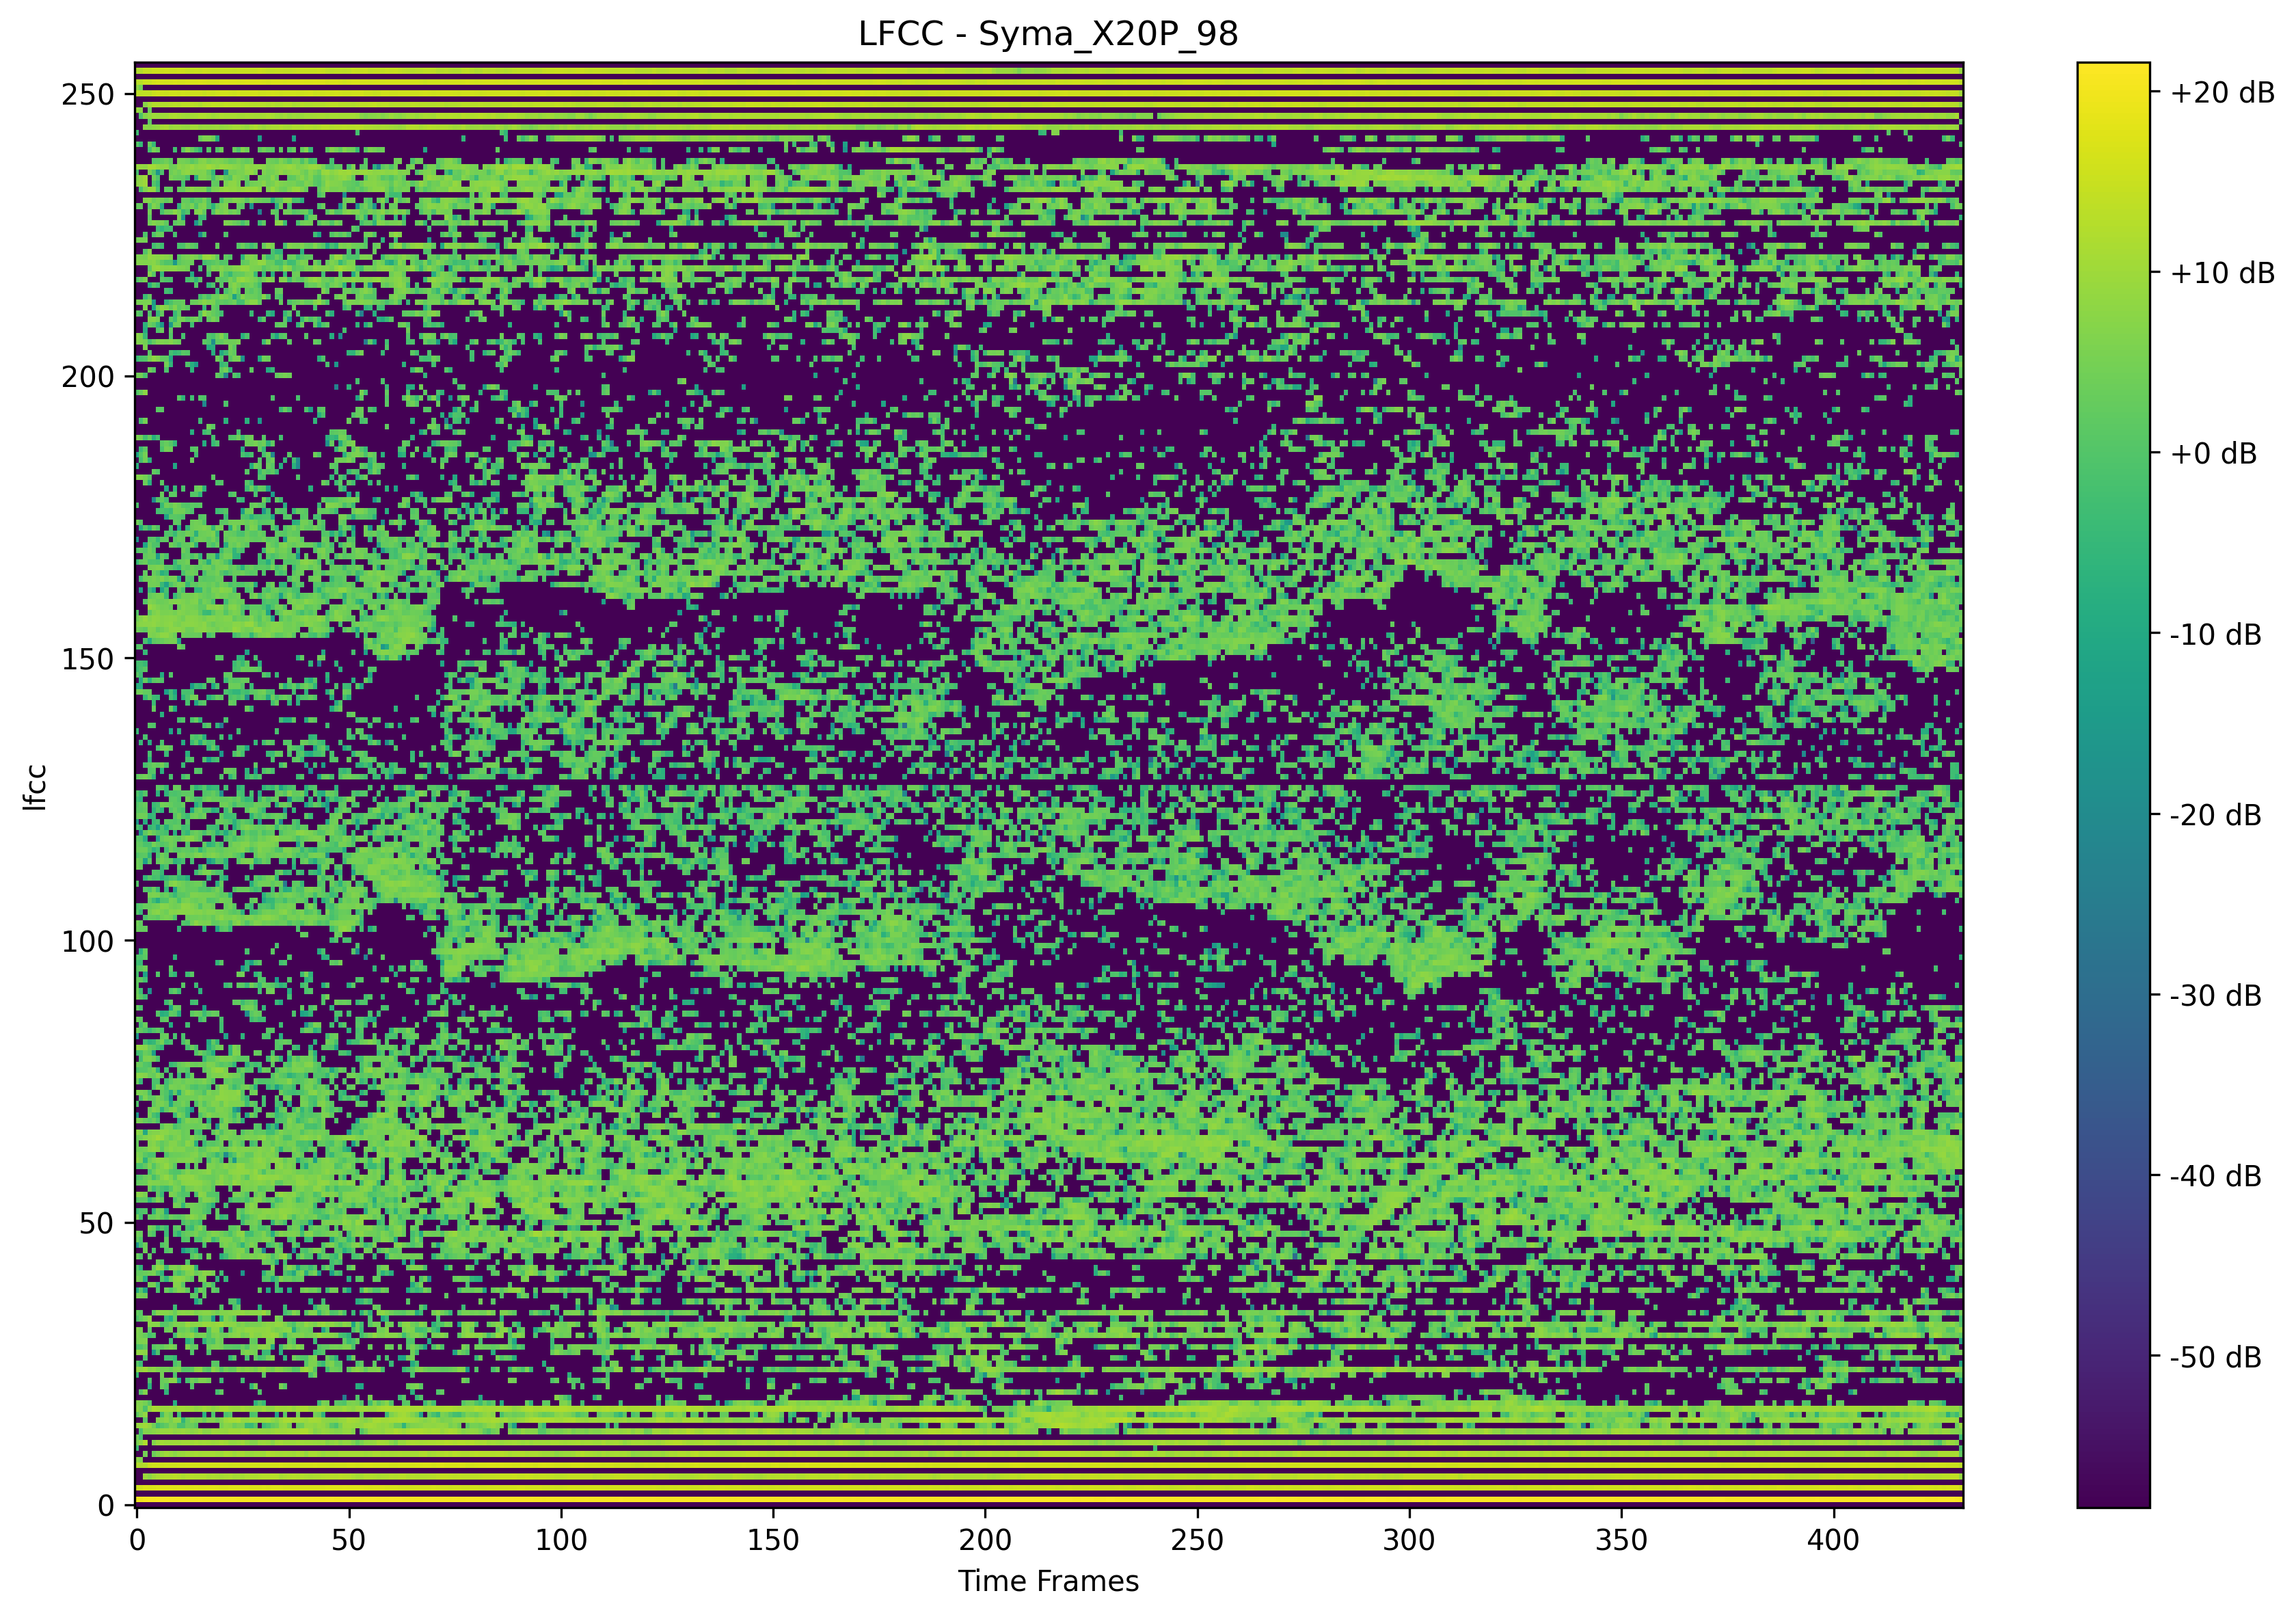 LFCC - Syma_X20P_98
250
200
150
100
50
0
lfcc
0 50 100 150 200 250 300 350 400
Time Frames
+20 dB
+10 dB
+0 dB
-10 dB
-20 dB
-30 dB
-40 dB
-50 dB